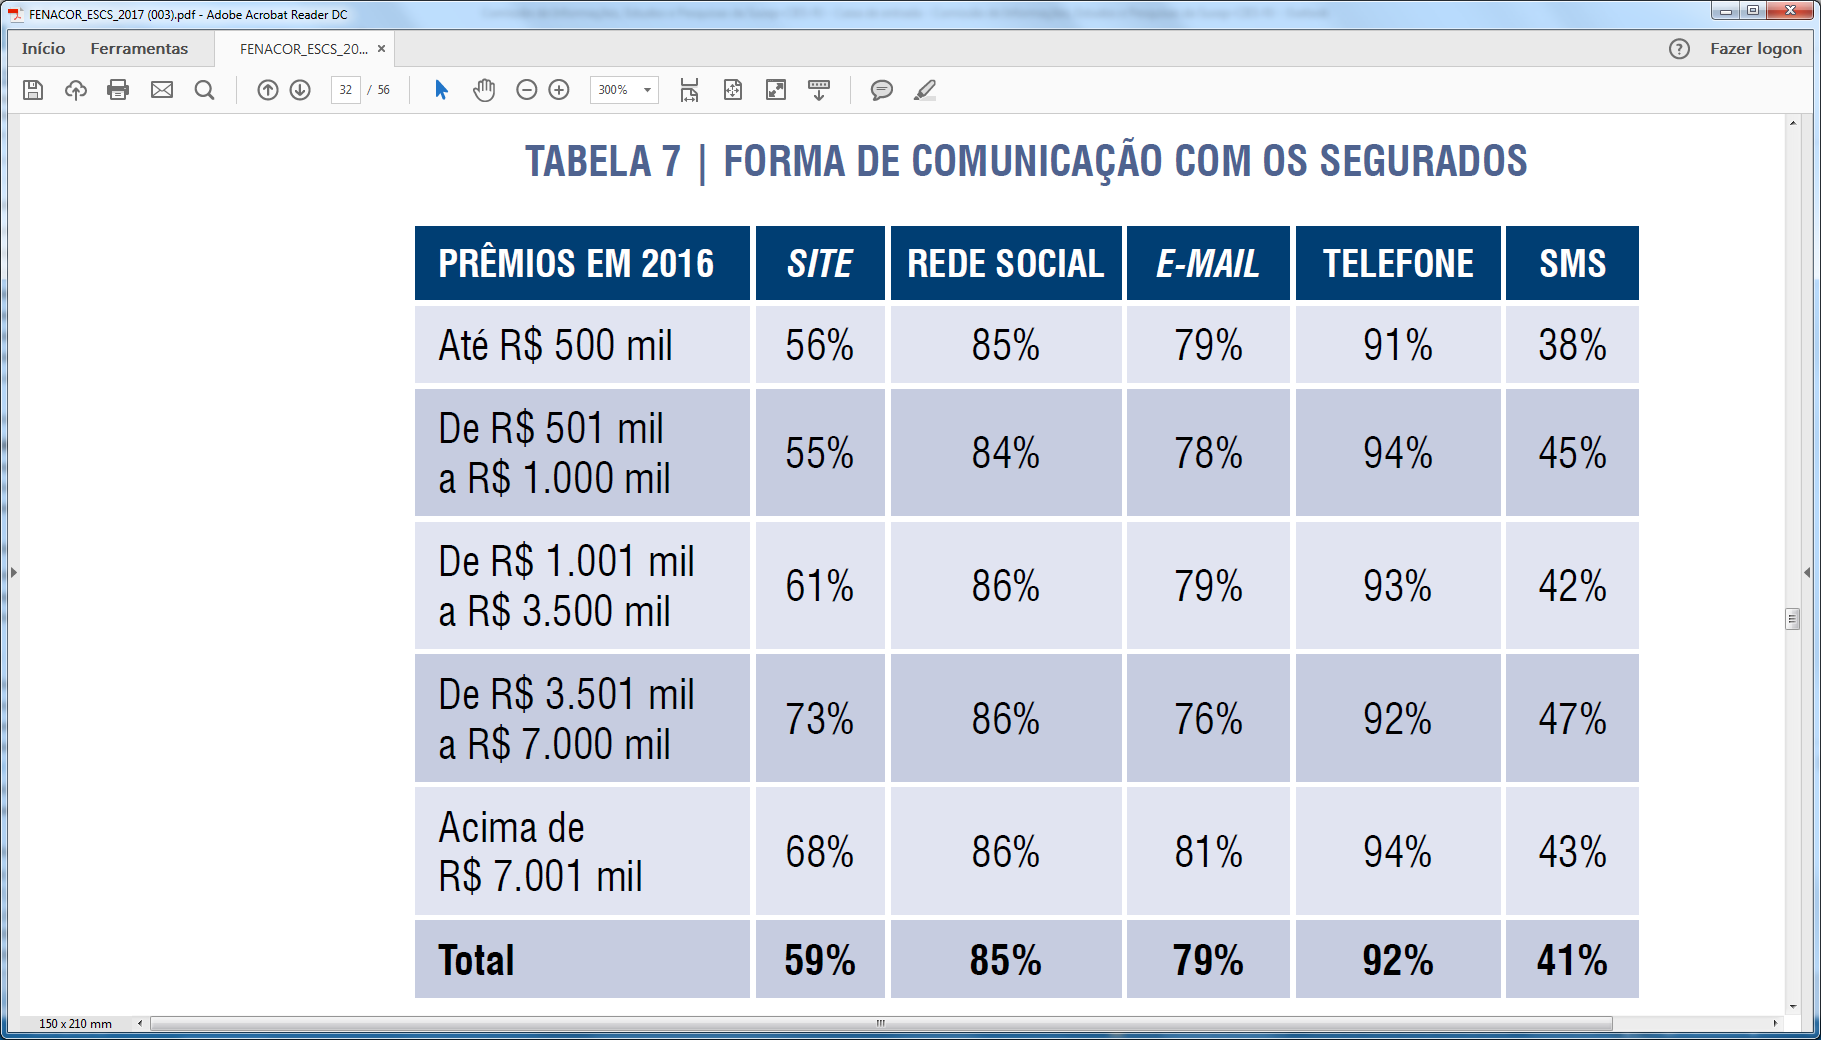 FENACOR_ESCS_2017 (003).pdf - Adobe Acrobat Reader DC
Início Ferramentas FENACOR_ESCS_20... × ? Fazer logon
32 / 56 300%
TABELA 7 | FORMA DE COMUNICAÇÃO COM OS SEGURADOS
PRÊMIOS EM 2016 SITE REDE SOCIAL E-MAIL TELEFONE SMS
Até R$ 500 mil 56% 85% 79% 91% 38%
De R$ 501 mil
a R$ 1.000 mil 55% 84% 78% 94% 45%
De R$ 1.001 mil
a R$ 3.500 mil 61% 86% 79% 93% 42%
De R$ 3.501 mil
a R$ 7.000 mil 73% 86% 76% 92% 47%
Acima de
R$ 7.001 mil 68% 86% 81% 94% 43%
Total 59% 85% 79% 92% 41%
150 x 210 mm